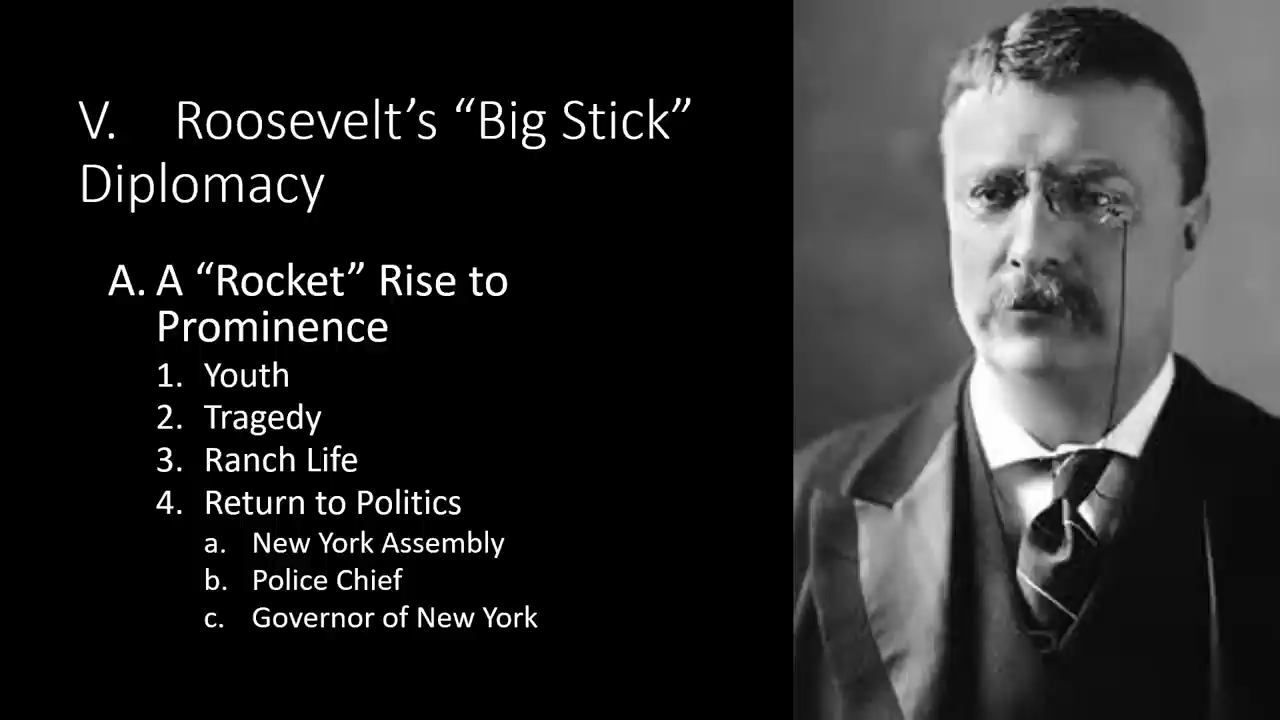 V. Roosevelt’s “Big Stick”
Diplomacy
A. A “Rocket” Rise to
Prominence
1. Youth
2. Tragedy
3. Ranch Life
4. Return to Politics
a. New York Assembly
b. Police Chief
c. Governor of New York